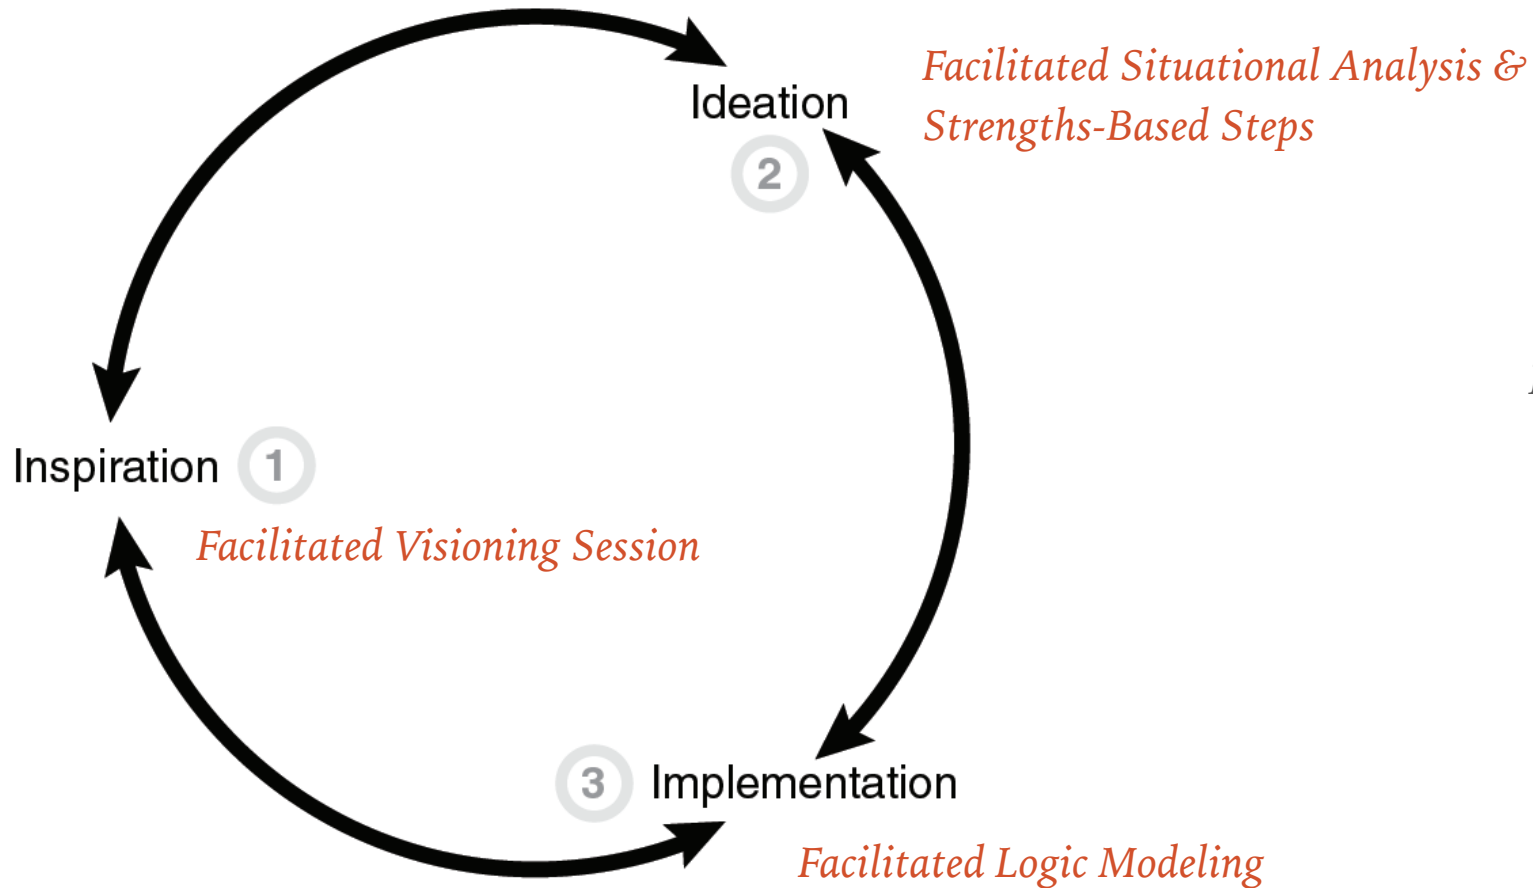 Ideation
2
Facilitated Situational Analysis &
Strengths-Based Steps
Inspiration 1
Facilitated Visioning Session
3 Implementation
Facilitated Logic Modeling